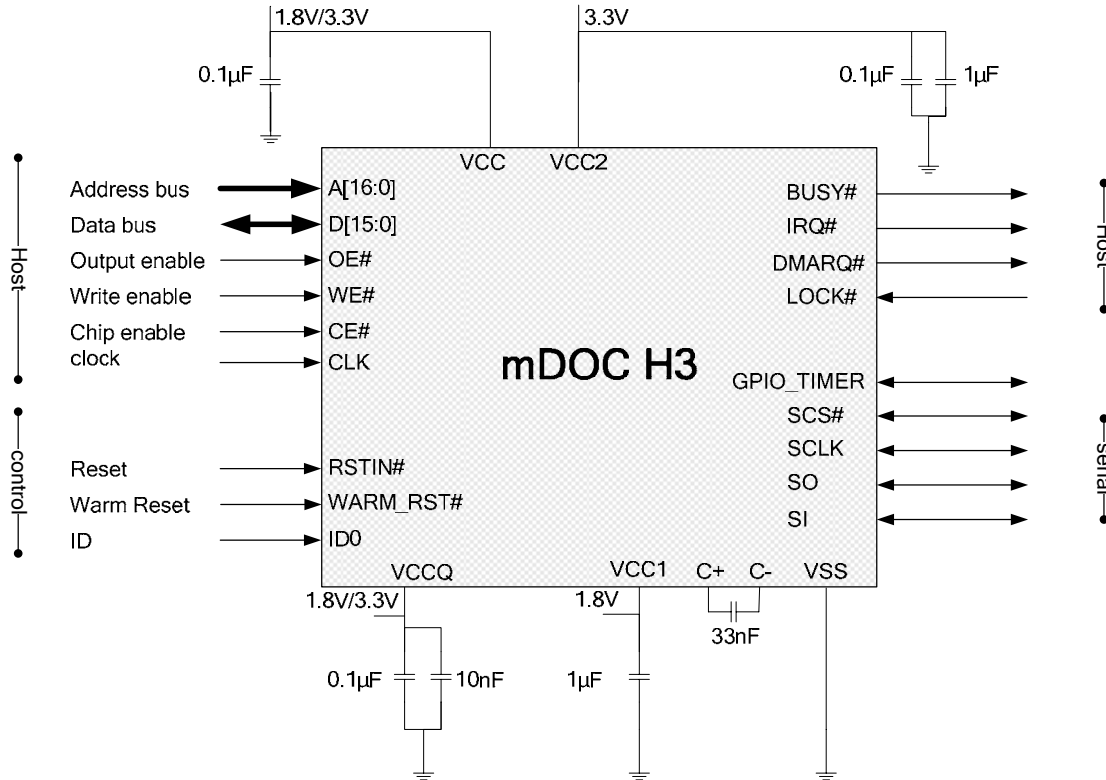 1.8V/3.3V
3.3V
0.1µF
0.1µF
1µF
VCC
VCC2
Host
Address bus
A[16:0]
Data bus
D[15:0]
Output enable
OE#
Write enable
WE#
Chip enable
CE#
clock
CLK
control
Reset
RSTIN#
Warm Reset
WARM_RST#
ID
ID0
mDOC H3
BUSY#
IRQ#
DMARQ#
LOCK#
Host
GPIO_TIMER
SCS#
SCLK
SO
SI
serial
VCCQ
VCC1
C+
C-
VSS
1.8V/3.3V
1.8V
33nF
0.1µF
10nF
1µF